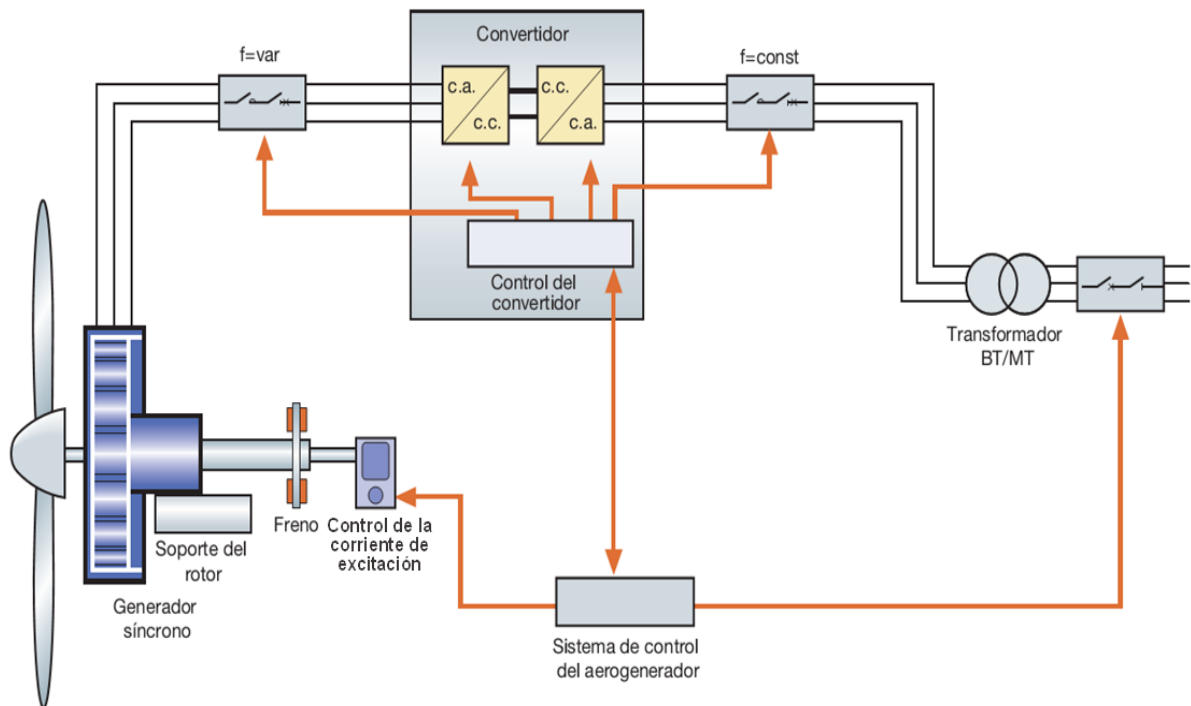 Convertidor
f=var
f=const
c.a.
c.c.
c.c.
c.a.
Control del
convertidor
Transformador
BT/MT
Freno
Control de la
corriente de
excitación
Soporte del
rotor
Generador
síncrono
Sistema de control
del aerogenerador